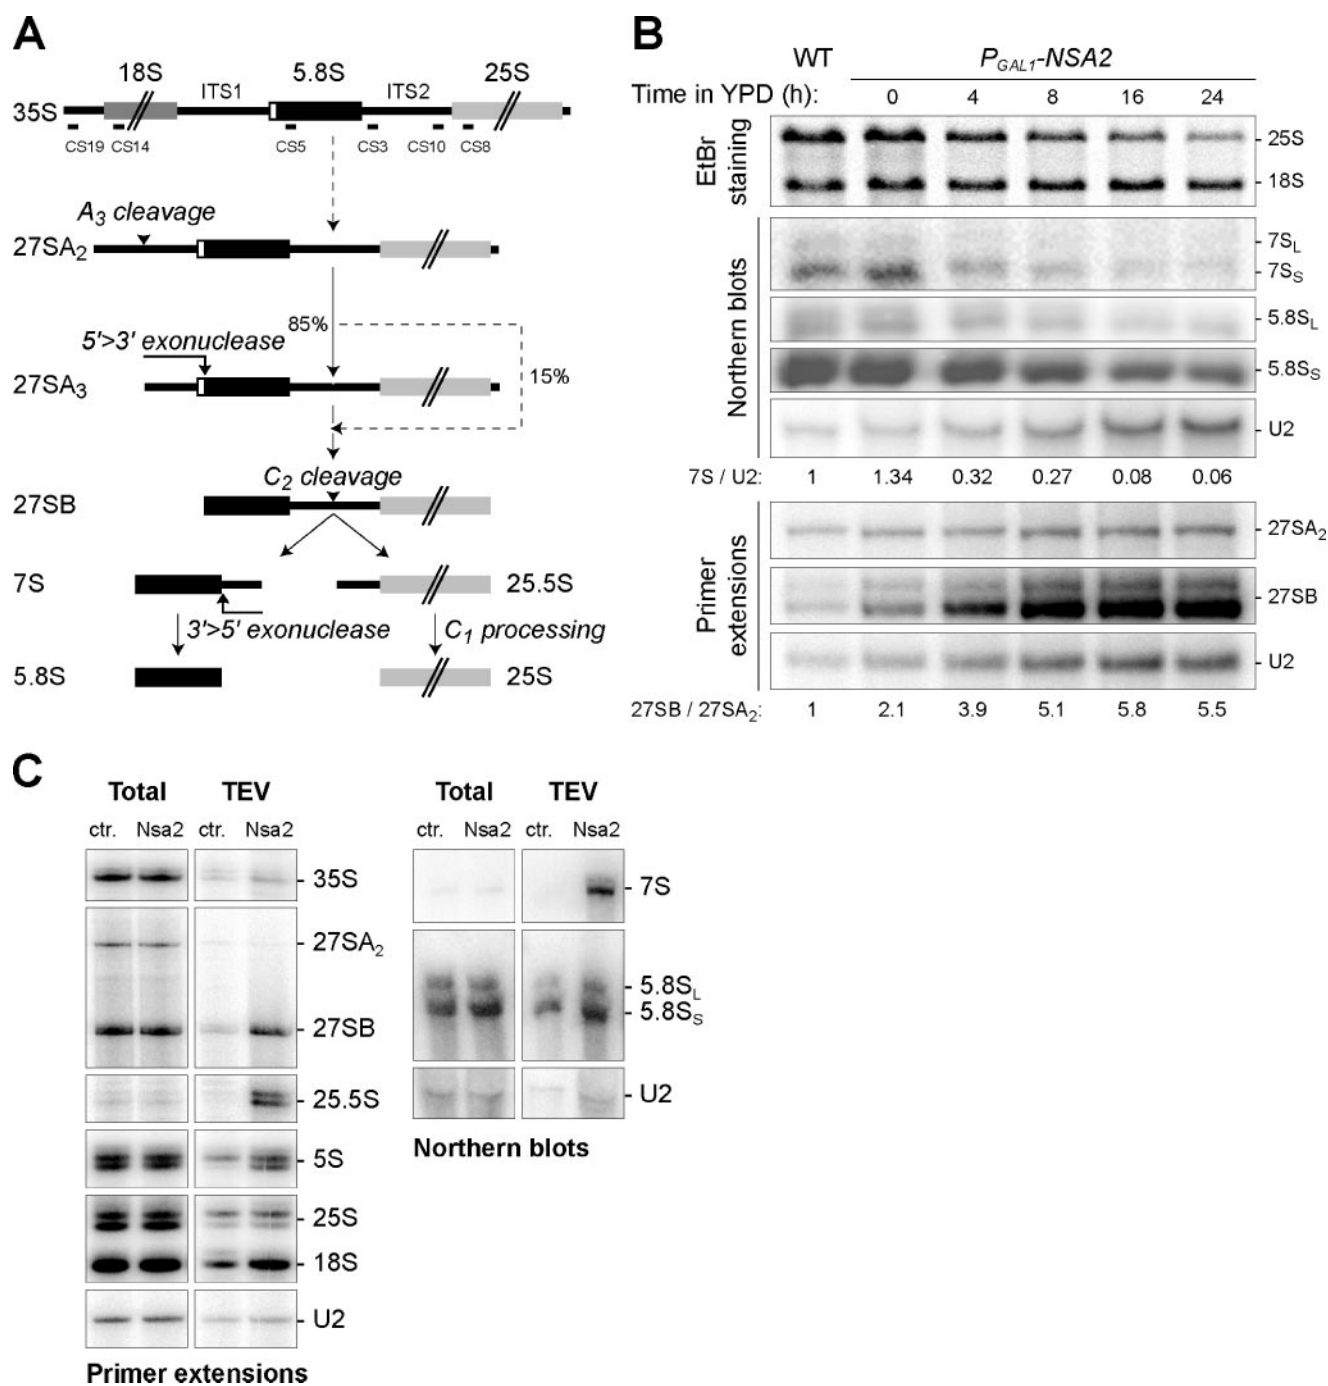 A
18S
5.8S
25S
ITS1
ITS2
35S
CS19
CS14
CS5
CS3
CS10
CS8
A3 cleavage
27SA2
85%
5'>3' exonuclease
15%
27SA3
C2 cleavage
27SB
7S
25.5S
3'>5' exonuclease
C1 processing
5.8S
25S
B
WT
PGAL1-NSA2
Time in YPD (h):
0 4 8 16 24
EtBr
staining
25S
18S
Northern blots
7SL
7SS
5.8SL
5.8SS
U2
7S / U2: 1 1.34 0.32 0.27 0.08 0.06
Primer
extensions
27SA2
27SB
U2
27SB / 27SA2: 1 2.1 3.9 5.1 5.8 5.5
C
Total TEV
ctr. Nsa2 ctr. Nsa2
35S
27SA2
27SB
25.5S
5S
25S
18S
U2
Primer extensions
Total TEV
ctr. Nsa2 ctr. Nsa2
7S
5.8SL
5.8SS
U2
Northern blots